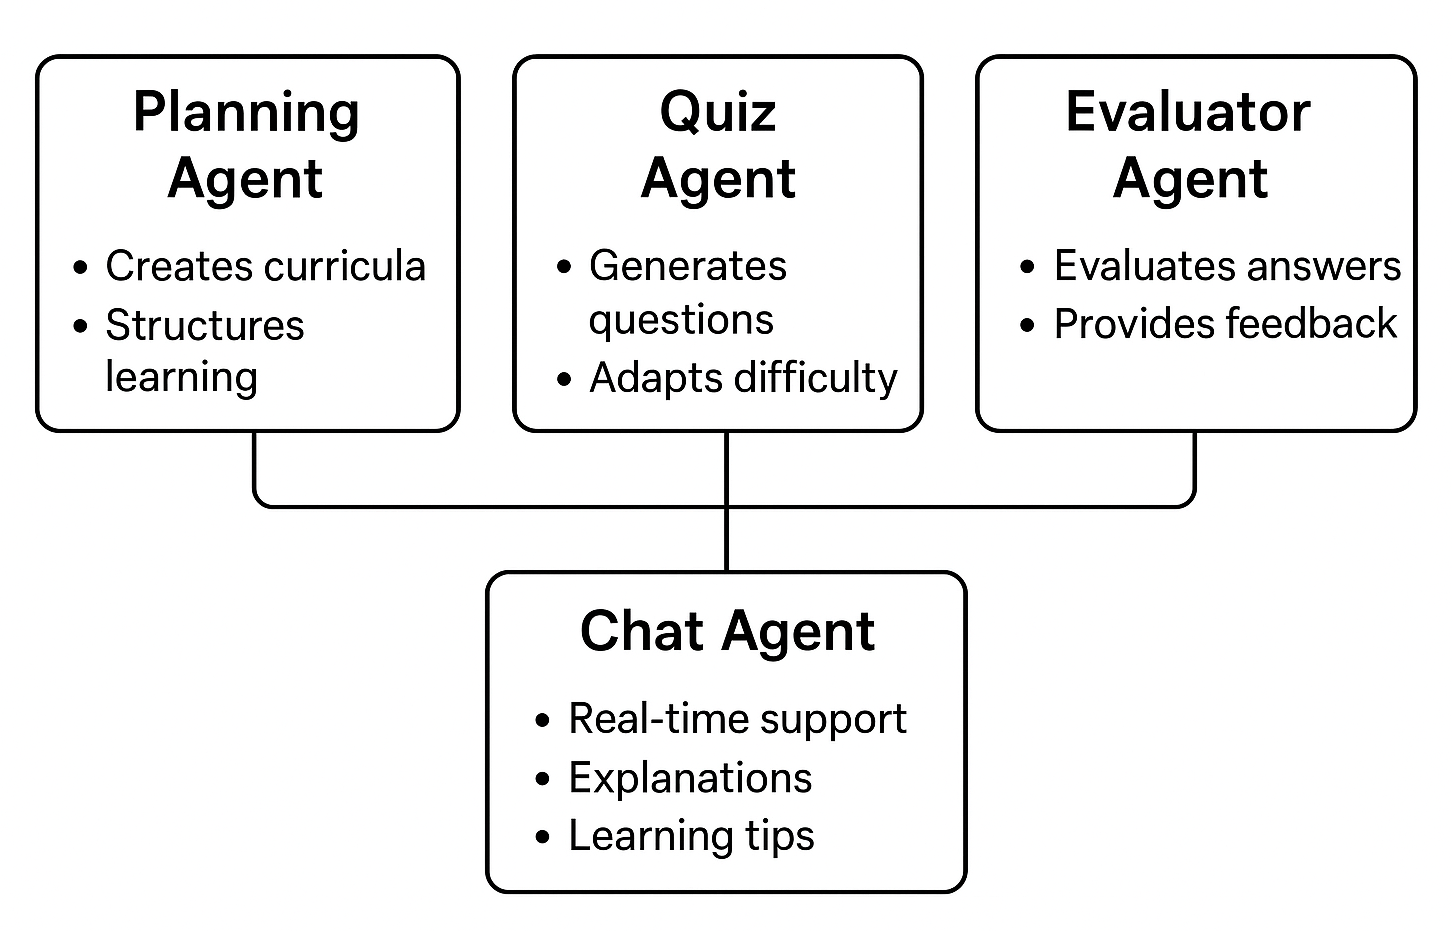 Planning
Agent
• Creates curricula
• Structures
learning
Quiz
Agent
• Generates
questions
• Adapts difficulty
Evaluator
Agent
• Evaluates answers
• Provides feedback
Chat Agent
• Real-time support
• Explanations
• Learning tips